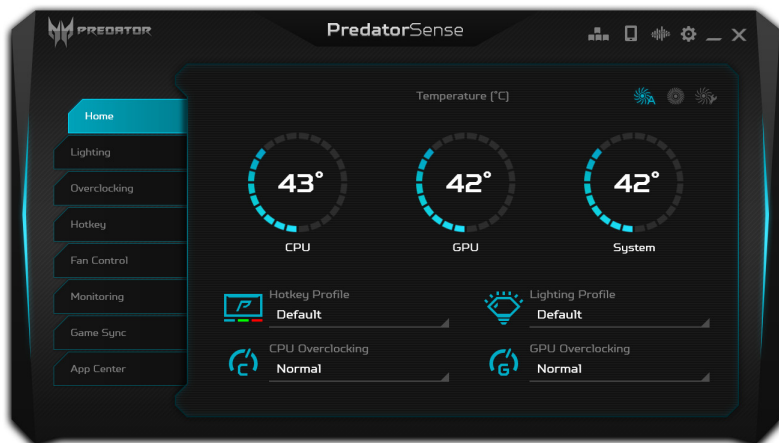 PREDATOR
PredatorSense
Home
Lighting
Overclocking
Hotkey
Fan Control
Monitoring
Game Sync
App Center
Temperature (°C)
A
43°
42°
42°
CPU
GPU
System
P
Hotkey Profile
Default
Lighting Profile
Default
C
CPU Overclocking
Normal
G
GPU Overclocking
Normal